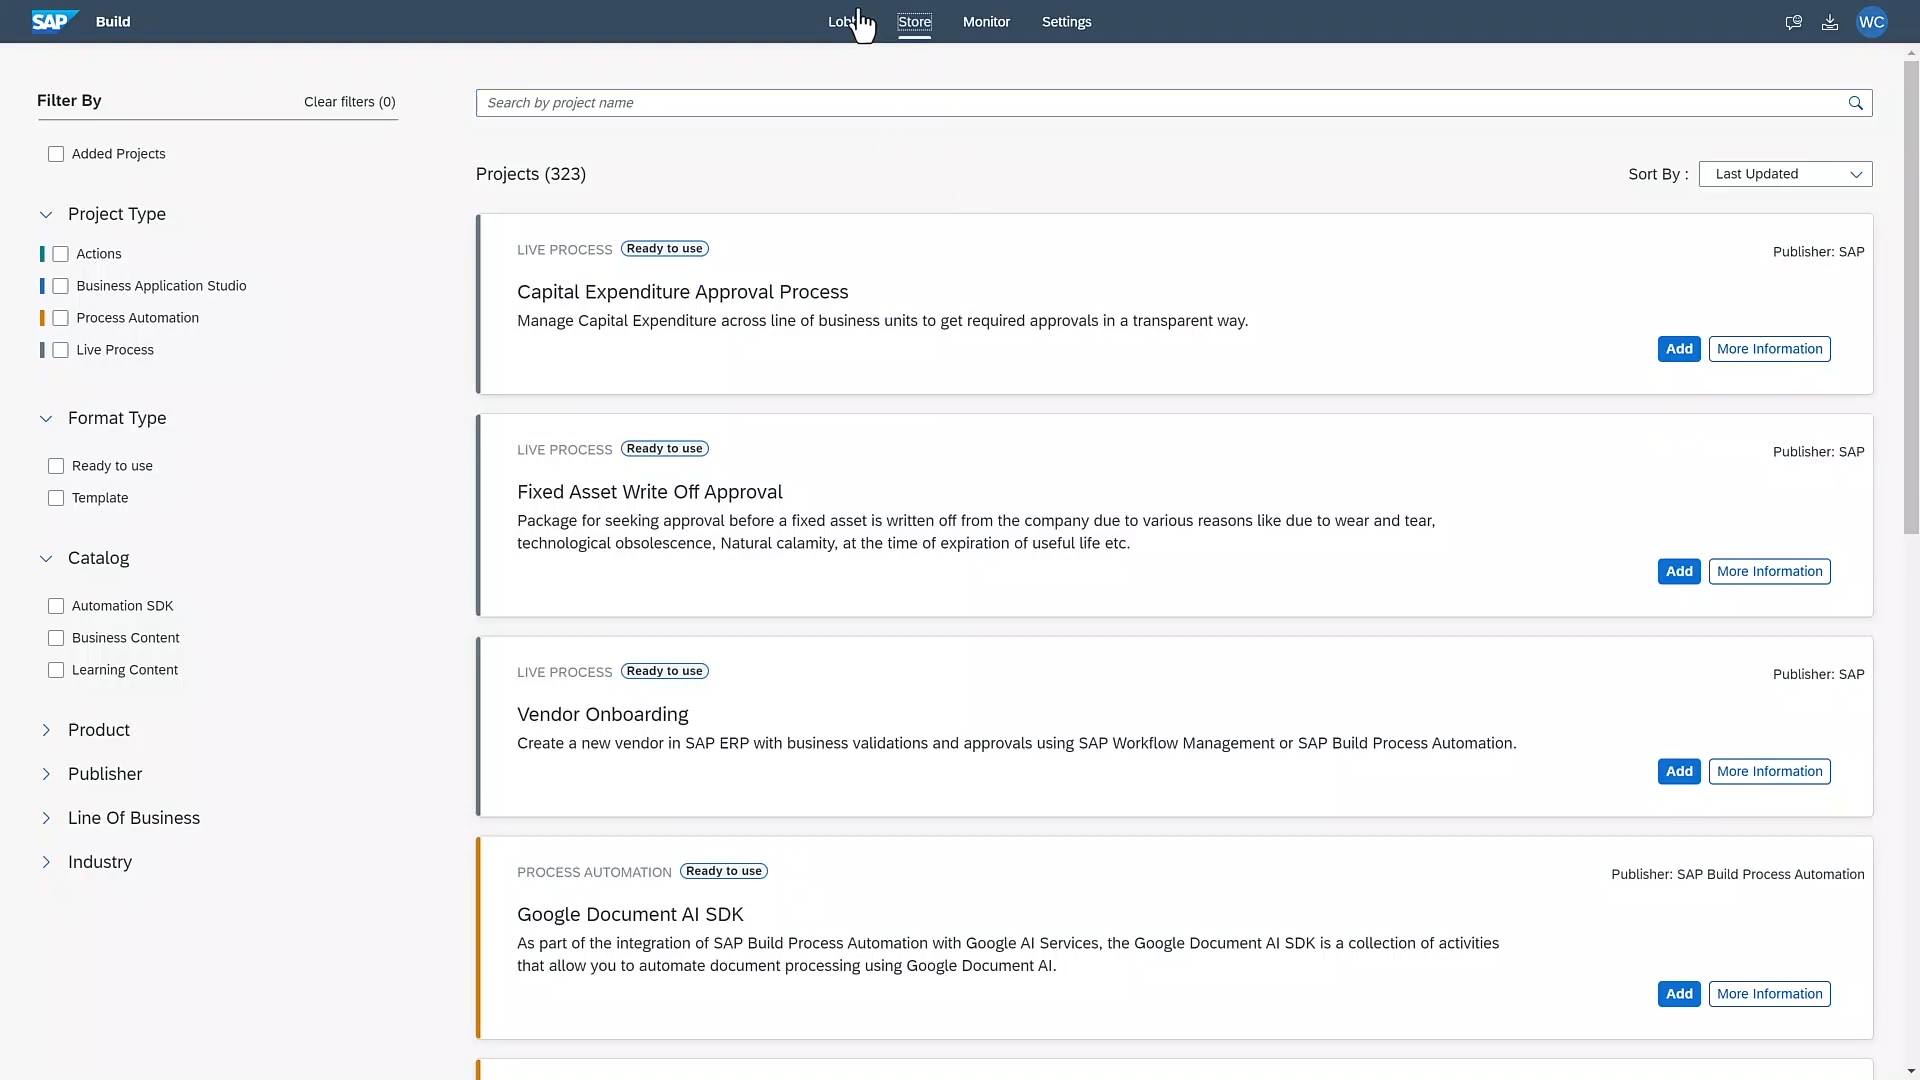 SAP Build
Store Monitor Settings
WC
Filter By Clear filters (0)
Search by project name
Added Projects
Projects (323)
Sort By : Last Updated
Project Type
Actions
Business Application Studio
Process Automation
Live Process
Format Type
Ready to use
Template
Catalog
Automation SDK
Business Content
Learning Content
Product
Publisher
Line Of Business
Industry
LIVE PROCESS Ready to use
Publisher: SAP
Capital Expenditure Approval Process
Manage Capital Expenditure across line of business units to get required approvals in a transparent way.
Add More Information
LIVE PROCESS Ready to use
Publisher: SAP
Fixed Asset Write Off Approval
Package for seeking approval before a fixed asset is written off from the company due to various reasons like due to wear and tear,
technological obsolescence, Natural calamity, at the time of expiration of useful life etc.
Add More Information
LIVE PROCESS Ready to use
Publisher: SAP
Vendor Onboarding
Create a new vendor in SAP ERP with business validations and approvals using SAP Workflow Management or SAP Build Process Automation.
Add More Information
PROCESS AUTOMATION Ready to use
Publisher: SAP Build Process Automation
Google Document AI SDK
As part of the integration of SAP Build Process Automation with Google AI Services, the Google Document AI SDK is a collection of activities
that allow you to automate document processing using Google Document AI.
Add More Information